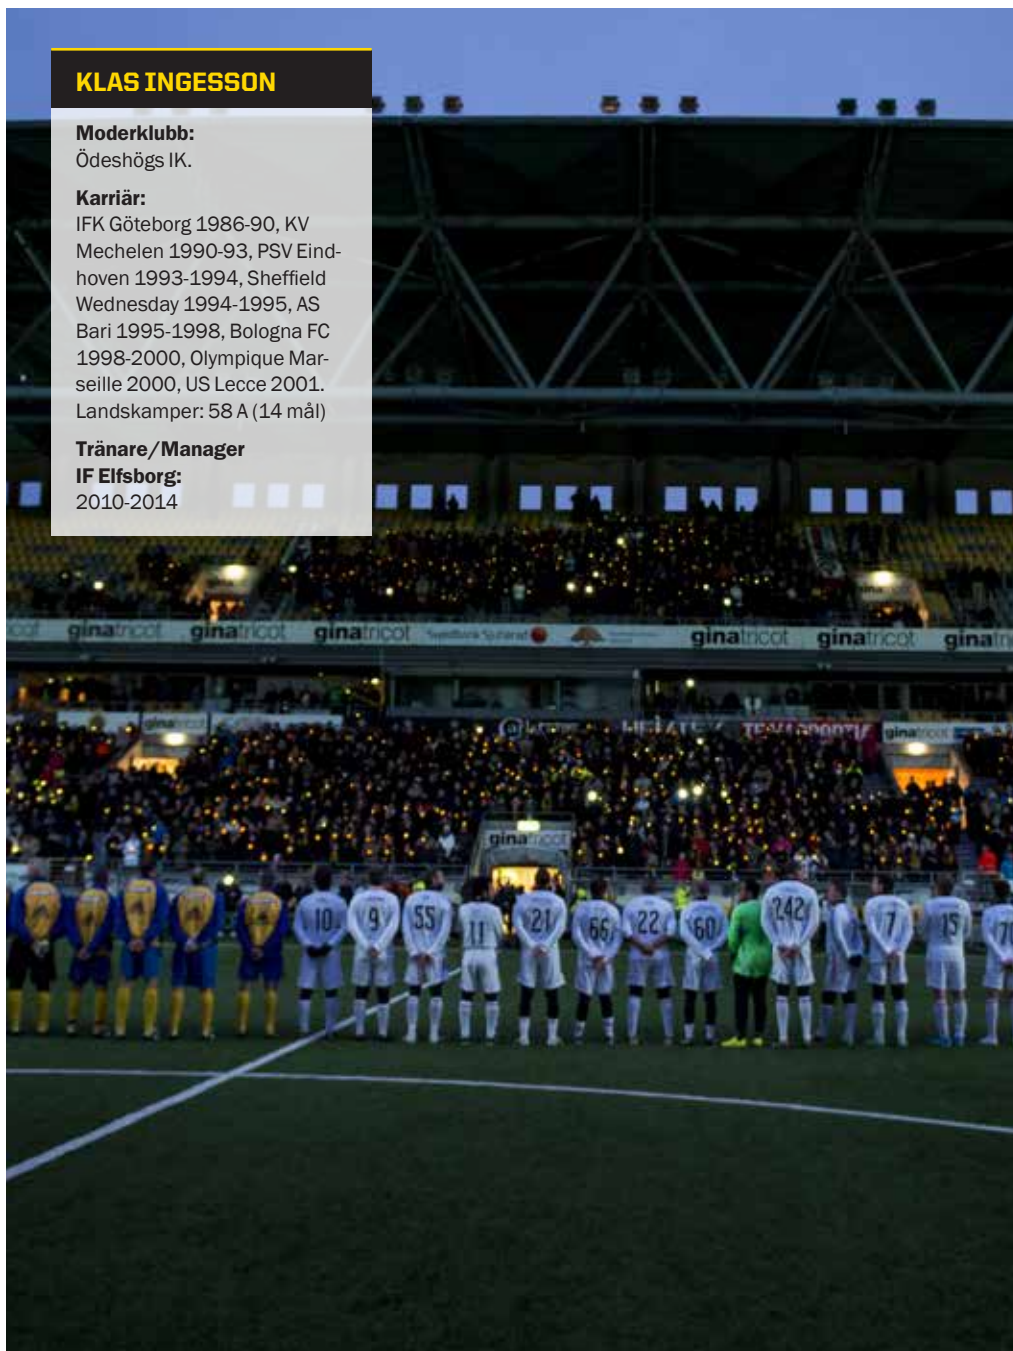 KLAS INGESSON
Moderklubb:
Ödeshögs IK.
Karriär:
IFK Göteborg 1986-90, KV
Mechelen 1990-93, PSV Eind-
hoven 1993-1994, Sheffield
Wednesday 1994-1995, AS
Bari 1995-1998, Bologna FC
1998-2000, Olympique Mar-
seille 2000, US Lecce 2001.
Landskamper: 58 A (14 mål)
Tränare/Manager
IF Elfsborg:
2010-2014
ginatricot ginatricot ginatricot ginatricot ginatricot
ginatricot ginatricot
ginatricot
10 9 55 11 21 66 22 60 242 7 15